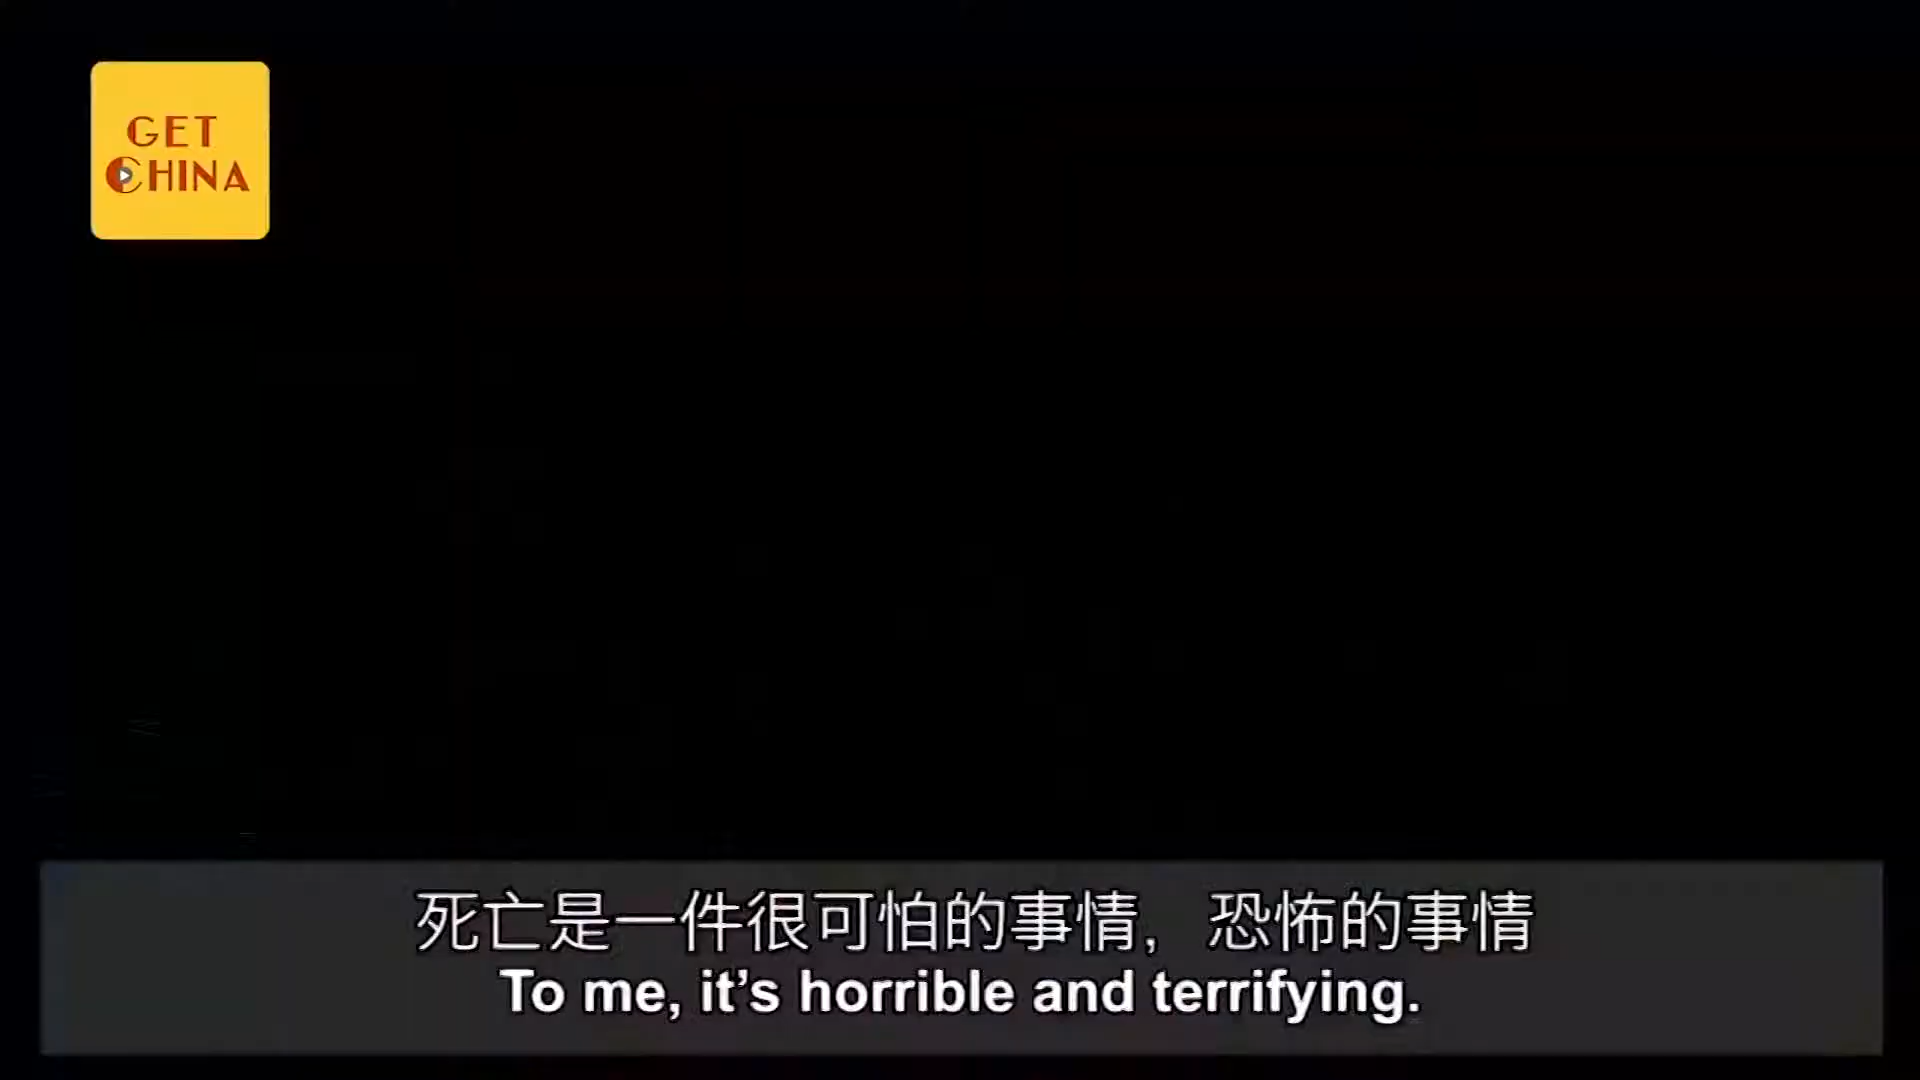 GET
CHINA
死亡是一件很可怕的事情，恐怖的事情
To me, it’s horrible and terrifying.